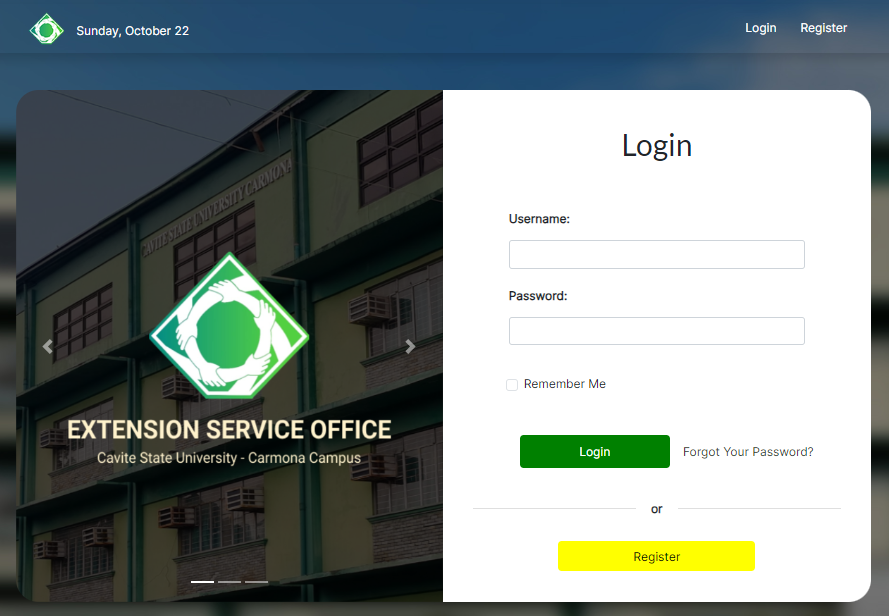 Sunday, October 22
Login
Register
CAVITE STATE UNIVERSITY CARMONA
EXTENSION SERVICE OFFICE
Cavite State University - Carmona Campus
Login
Username:
Password:
Remember Me
Login
Forgot Your Password?
or
Register